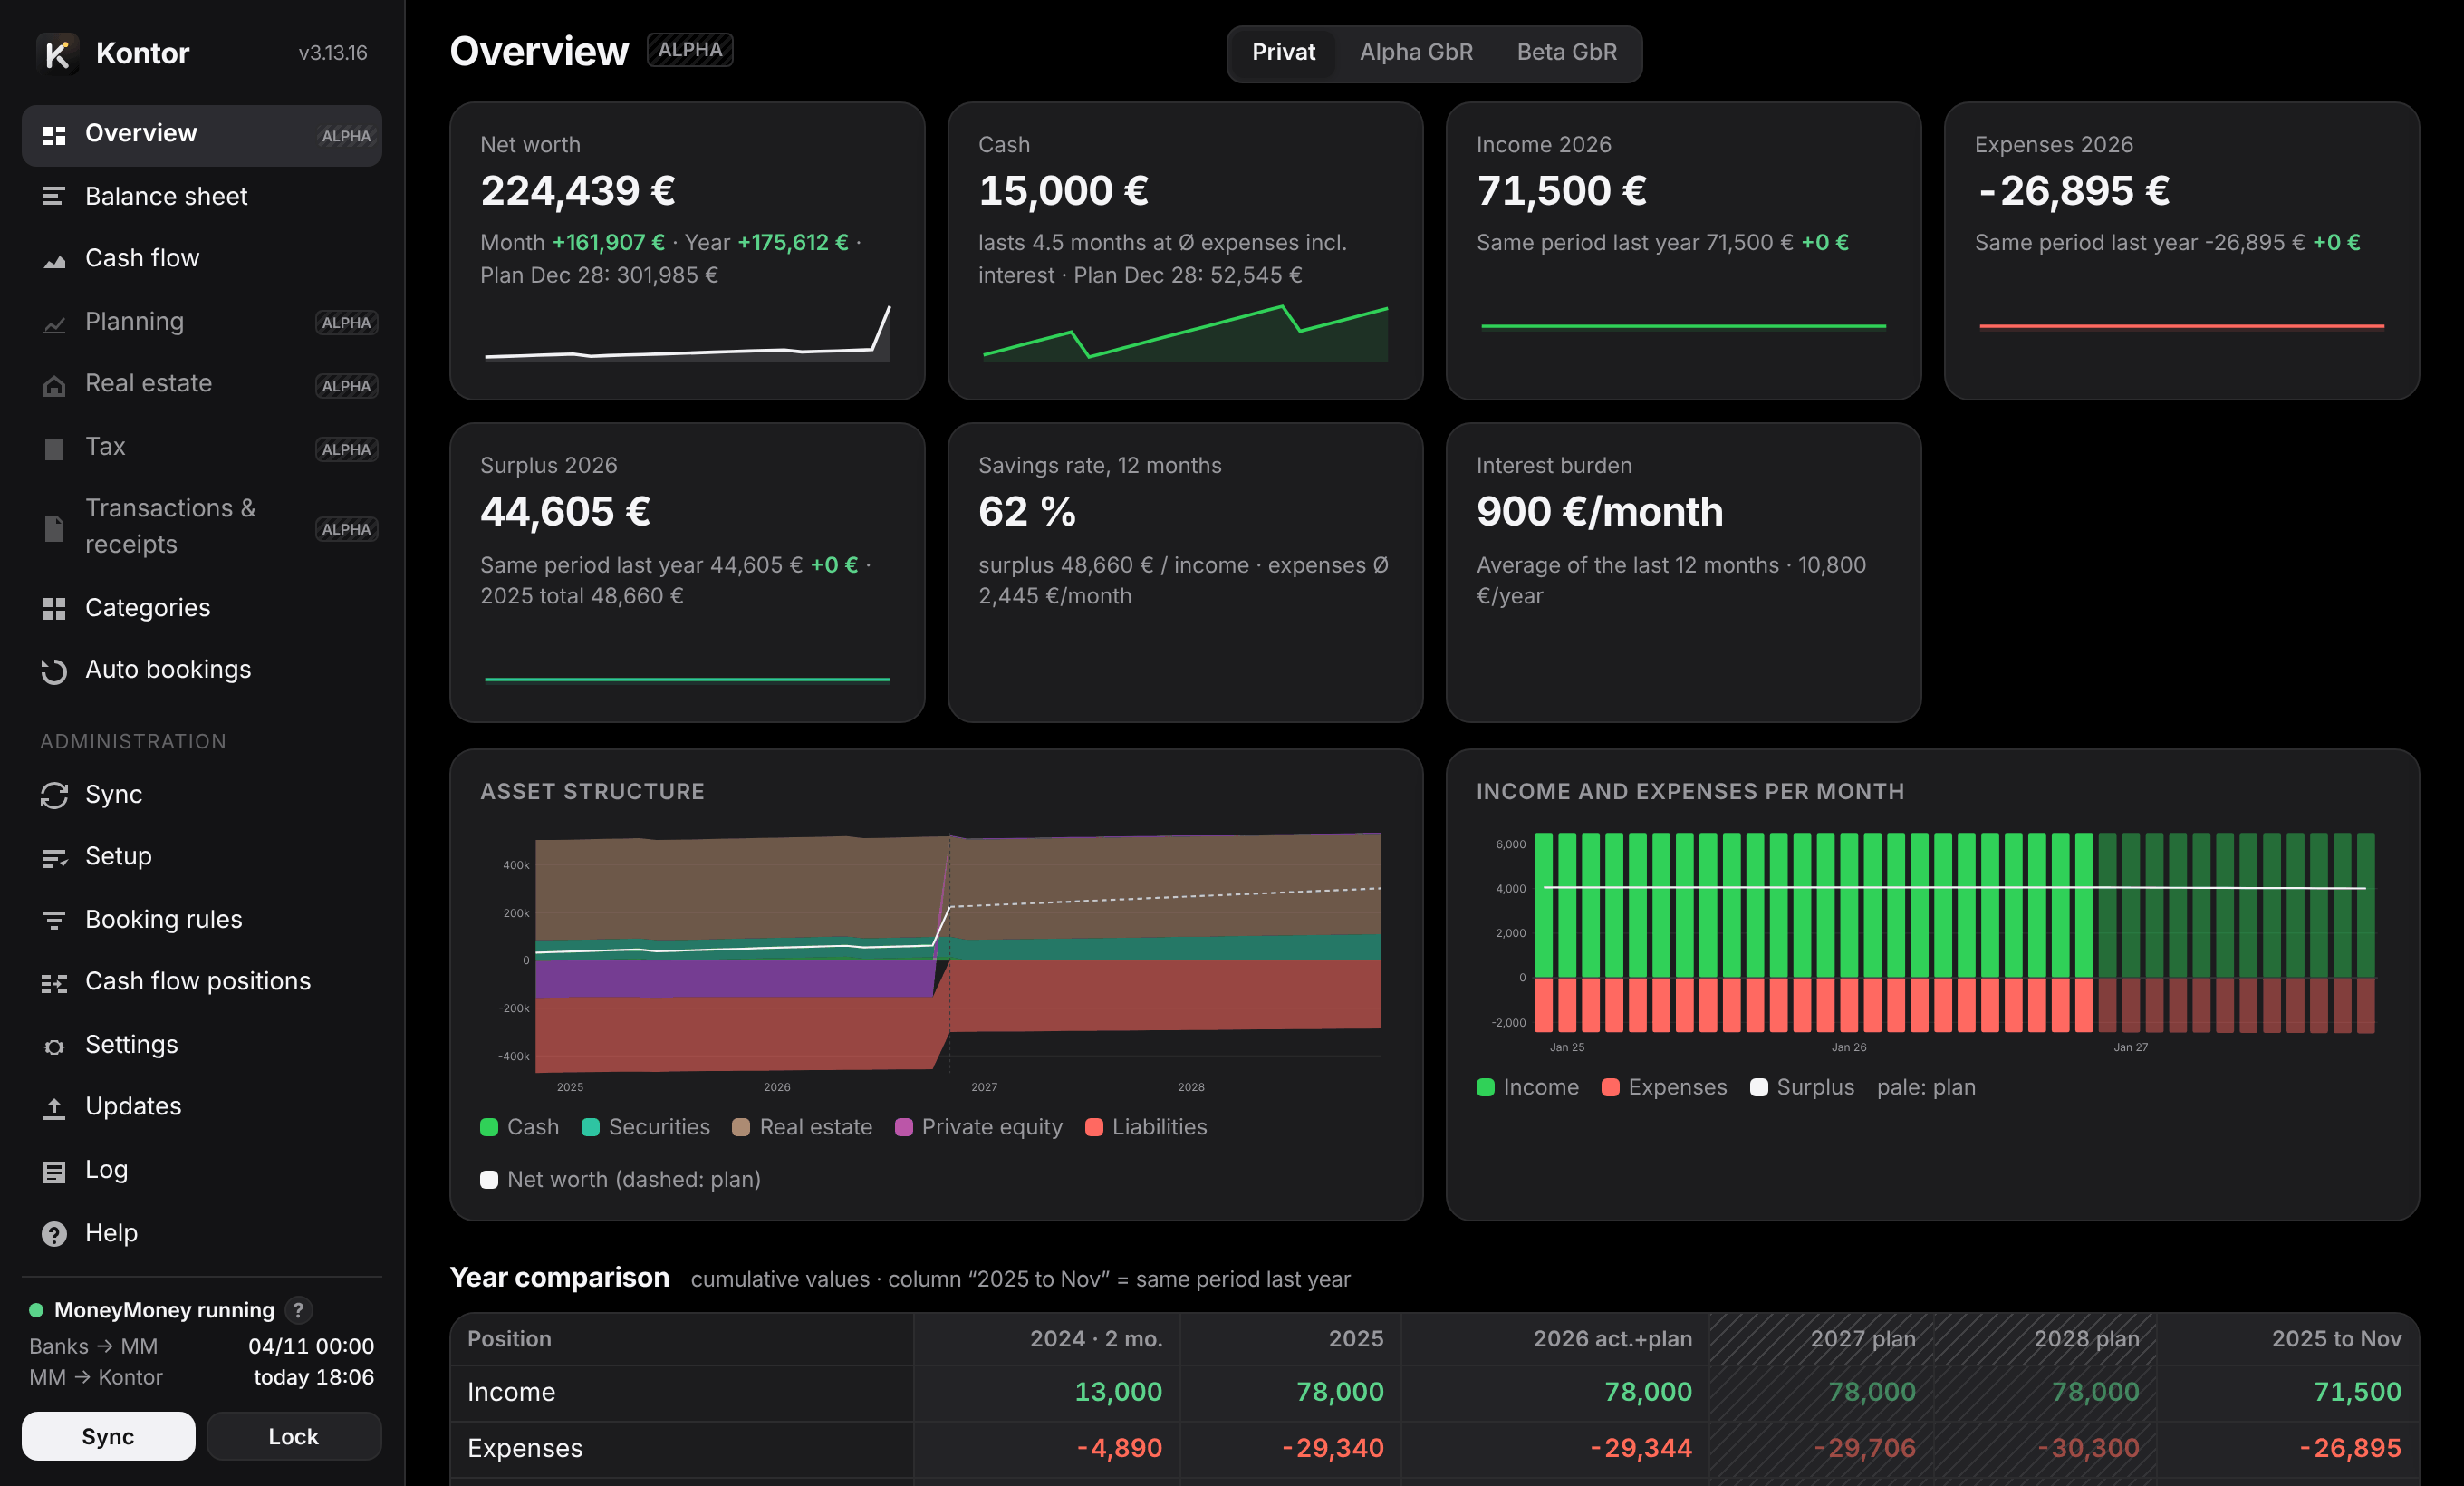 Kontor
v3.13.16
Overview
ALPHA
Balance sheet
Cash flow
Planning
ALPHA
Real estate
ALPHA
Tax
ALPHA
Transactions &
receipts
ALPHA
Categories
Auto bookings
ADMINISTRATION
Sync
Setup
Booking rules
Cash flow positions
Settings
Updates
Log
Help
MoneyMoney running ?
Banks → MM 04/11 00:00
MM → Kontor today 18:06
Sync Lock
Overview ALPHA
Privat Alpha GbR Beta GbR
Net worth
224,439 €
Month +161,907 € · Year +175,612 € ·
Plan Dec 28: 301,985 €
Cash
15,000 €
lasts 4.5 months at Ø expenses incl.
interest · Plan Dec 28: 52,545 €
Income 2026
71,500 €
Same period last year 71,500 € +0 €
Expenses 2026
-26,895 €
Same period last year -26,895 € +0 €
Surplus 2026
44,605 €
Same period last year 44,605 € +0 € ·
2025 total 48,660 €
Savings rate, 12 months
62 %
surplus 48,660 € / income · expenses Ø
2,445 €/month
Interest burden
900 €/month
Average of the last 12 months · 10,800
€/year
ASSET STRUCTURE
400k
200k
0
-200k
-400k
2025 2026 2027 2028
Cash Securities Real estate Private equity Liabilities
Net worth (dashed: plan)
INCOME AND EXPENSES PER MONTH
6,000
4,000
2,000
0
-2,000
Jan 25 Jan 26 Jan 27
Income Expenses Surplus pale: plan
Year comparison cumulative values · column “2025 to Nov” = same period last year
Position 2024 · 2 mo. 2025 2026 act.+plan 2027 plan 2028 plan 2025 to Nov
Income 13,000 78,000 78,000 78,000 78,000 71,500
Expenses -4,890 -29,340 -29,344 -29,706 -30,300 -26,895